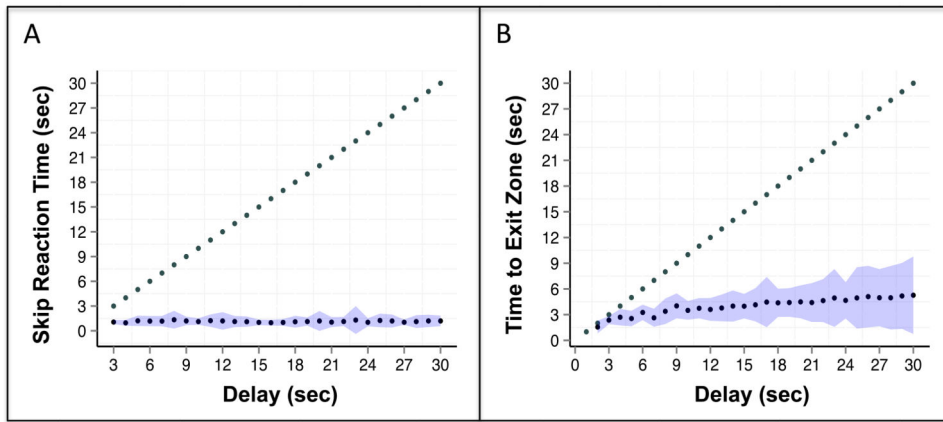 A
Skip Reaction Time (sec)
30
27
24
21
18
15
12
9
6
3
0
3 6 9 12 15 18 21 24 27 30
Delay (sec)
B
Time to Exit Zone (sec)
30
27
24
21
18
15
12
9
6
3
0
0 3 6 9 12 15 18 21 24 27 30
Delay (sec)